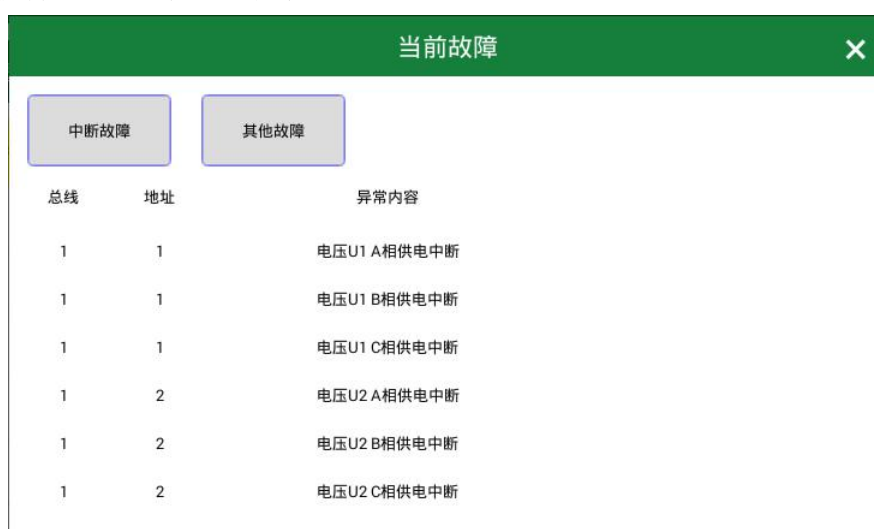 当前故障
中断故障 其他故障
总线 地址 异常内容
1 1 电压U1 A相供电中断
1 1 电压U1 B相供电中断
1 1 电压U1 C相供电中断
1 2 电压U2 A相供电中断
1 2 电压U2 B相供电中断
1 2 电压U2 C相供电中断